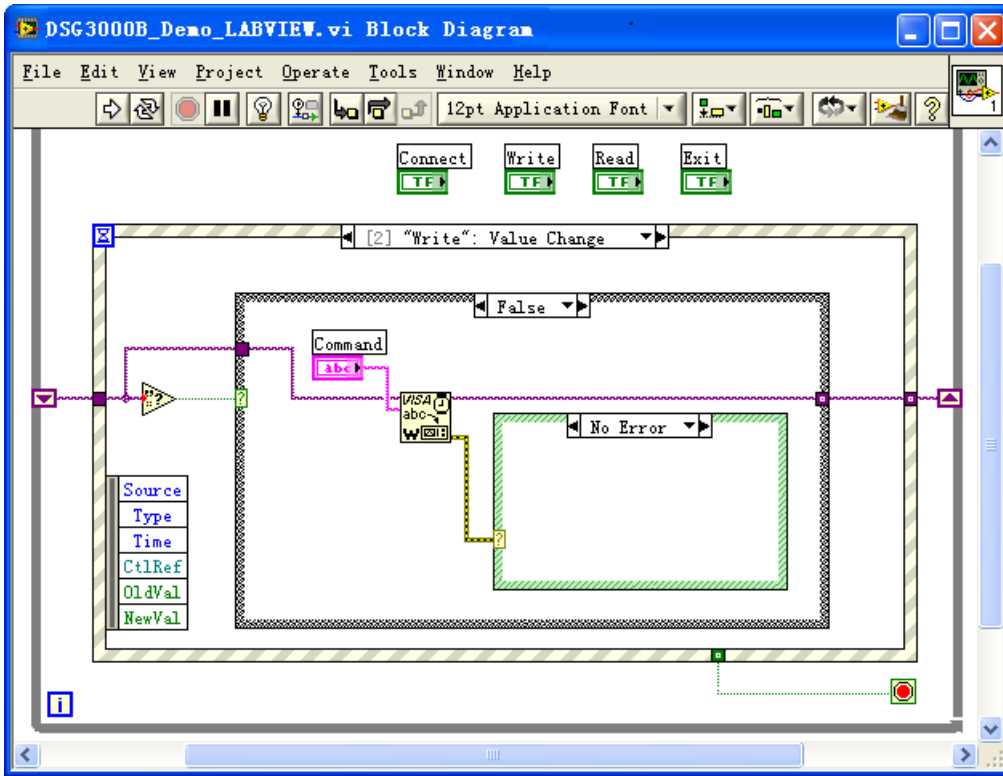 DSG3000B_Demo_LABVIEW.vi Block Diagram
File Edit View Project Operate Tools Window Help
12pt Application Font
1
Connect Write Read Exit
TF TF TF TF
[2] "Write": Value Change
False
Command
abc
?
?
VISA
abc
W
No Error
?
Source
Type
Time
CtlRef
OldVal
NewVal
i